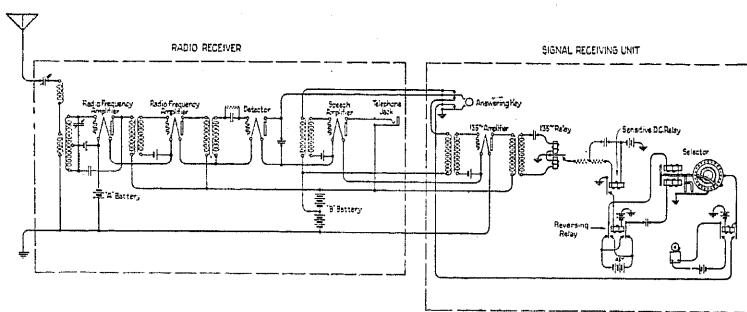 RADIO RECEIVER
SIGNAL RECEIVING UNIT
Radio Frequency
Amplifier
Radio Frequency
Amplifier
Detector
Speech
Amplifier
Telephone
Jack
Answering Key
135~ Amplifier
135~ Relay
Sensitive D.C. Relay
Selector
"A" Battery
"B" Battery
Reversing
Relay